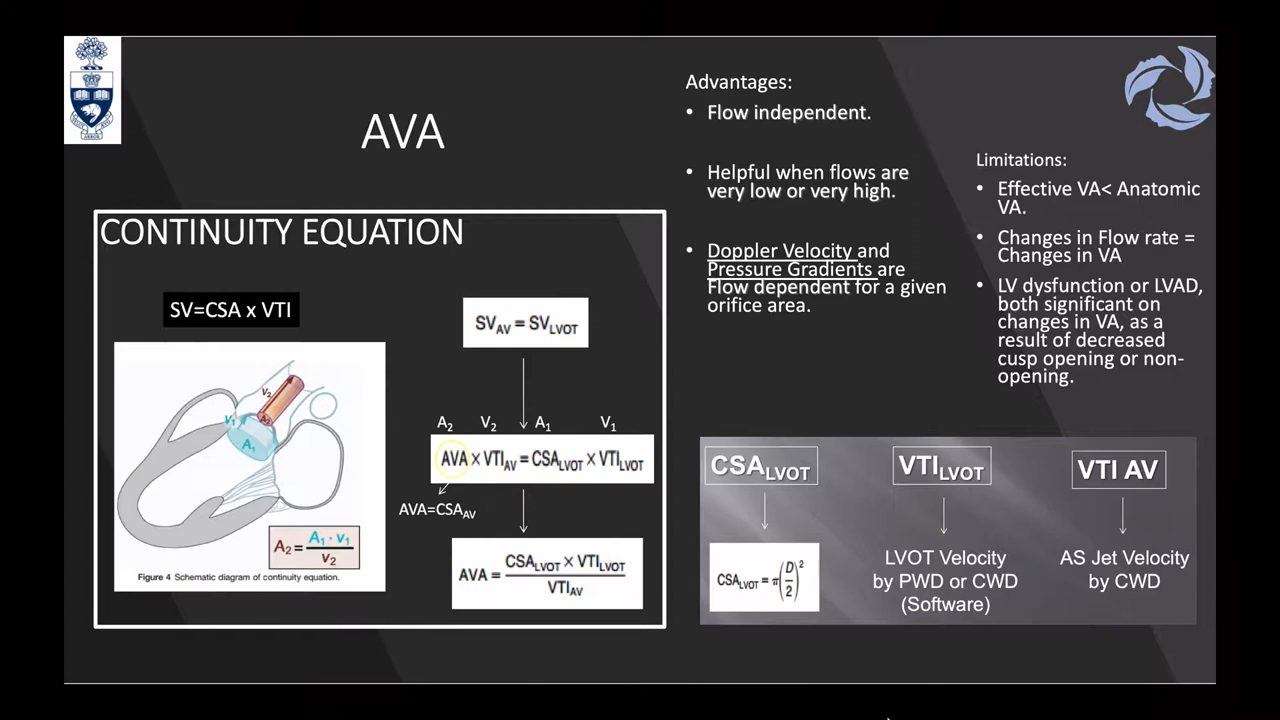 AVA
CONTINUITY EQUATION
SV=CSA x VTI
V₂
V₁
A₂
A₁
A₂ = A₁ · v₁ / v₂
Figure 4 Schematic diagram of continuity equation.
SV_AV = SV_LVOT
A₂ V₂ A₁ V₁
AVA × VTI_AV = CSA_LVOT × VTI_LVOT
AVA=CSA_AV
AVA = CSA_LVOT × VTI_LVOT / VTI_AV
Advantages:
• Flow independent.
• Helpful when flows are
very low or very high.
• Doppler Velocity and
Pressure Gradients are
Flow dependent for a given
orifice area.
Limitations:
• Effective VA< Anatomic
VA.
• Changes in Flow rate =
Changes in VA
• LV dysfunction or LVAD,
both significant on
changes in VA, as a
result of decreased
cusp opening or non-
opening.
CSA_LVOT
CSA_LVOT = π(D/2)²
VTI_LVOT
LVOT Velocity
by PWD or CWD
(Software)
VTI AV
AS Jet Velocity
by CWD